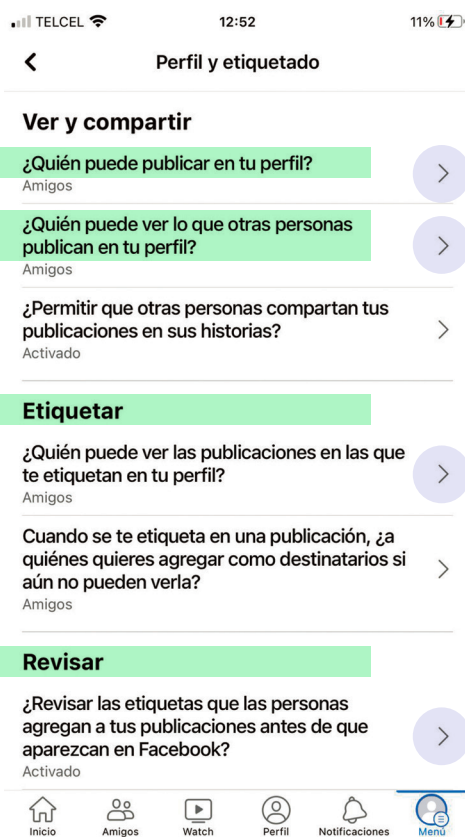 TELCEL 12:52 11%
Perfil y etiquetado
Ver y compartir
¿Quién puede publicar en tu perfil?
Amigos
¿Quién puede ver lo que otras personas
publican en tu perfil?
Amigos
¿Permitir que otras personas compartan tus
publicaciones en sus historias?
Activado
Etiquetar
¿Quién puede ver las publicaciones en las que
te etiquetan en tu perfil?
Amigos
Cuando se te etiqueta en una publicación, ¿a
quiénes quieres agregar como destinatarios si
aún no pueden verla?
Amigos
Revisar
¿Revisar las etiquetas que las personas
agregan a tus publicaciones antes de que
aparezcan en Facebook?
Activado
Inicio Amigos Watch Perfil Notificaciones Menú